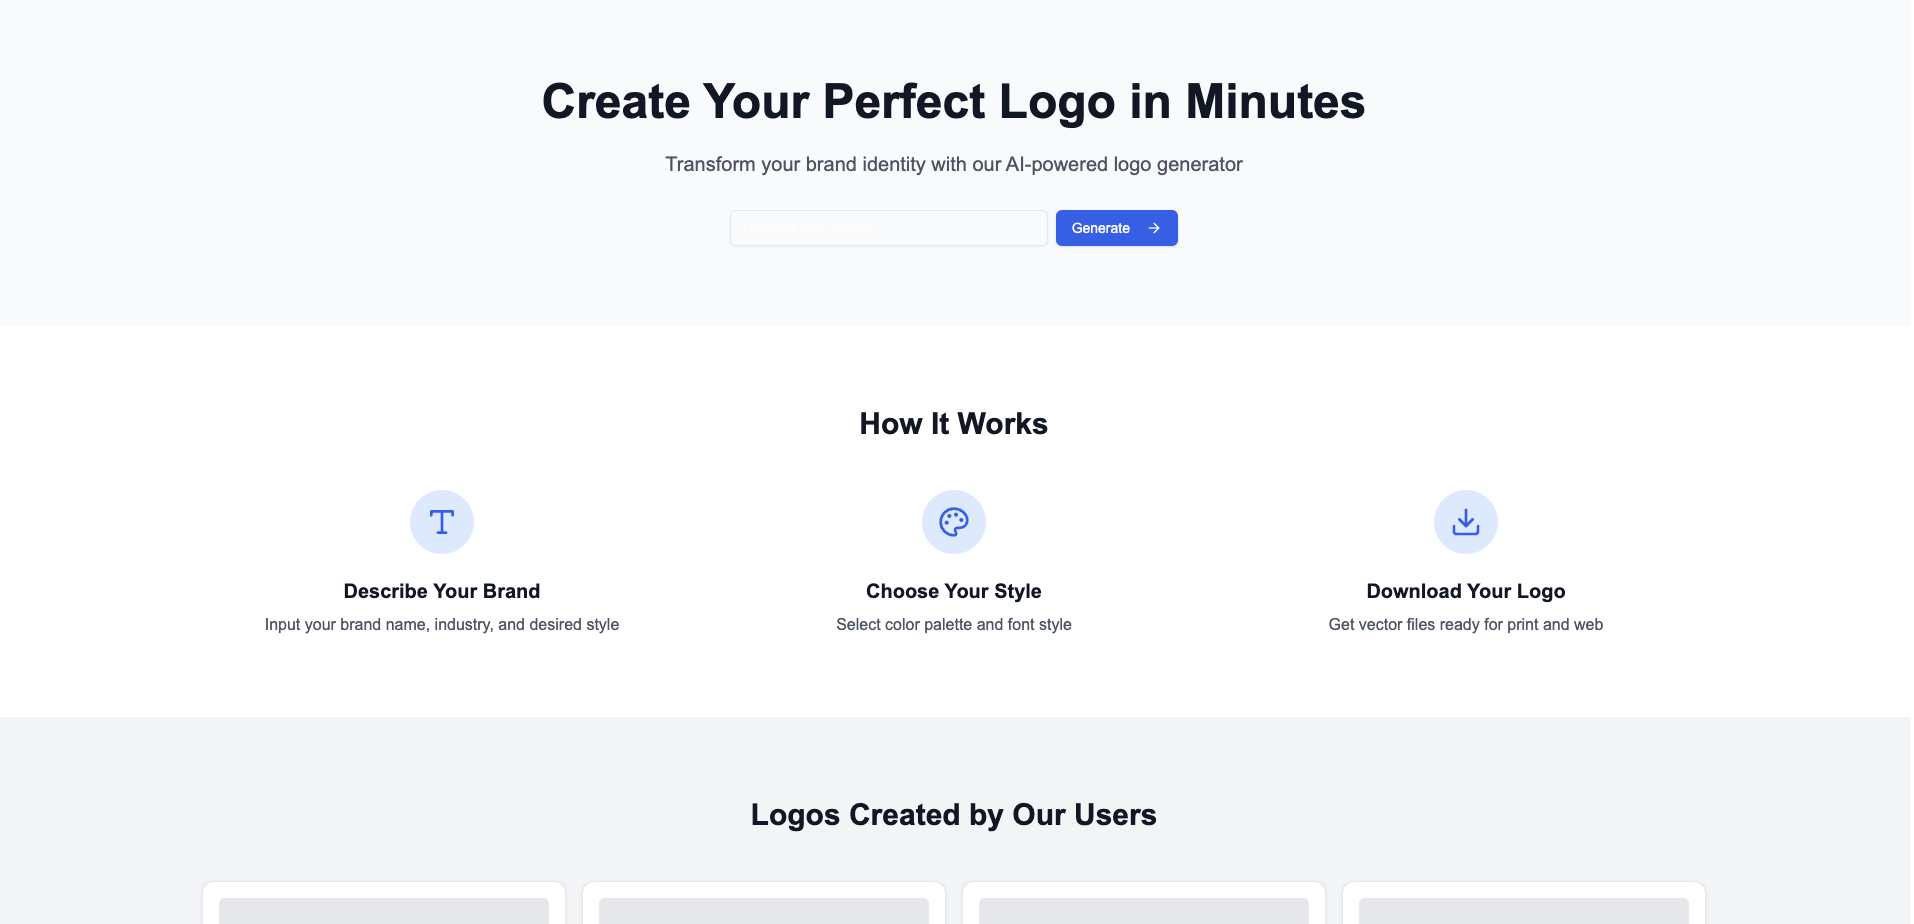 Create Your Perfect Logo in Minutes
Transform your brand identity with our AI-powered logo generator
Generate
How It Works
Describe Your Brand
Input your brand name, industry, and desired style
Choose Your Style
Select color palette and font style
Download Your Logo
Get vector files ready for print and web
Logos Created by Our Users